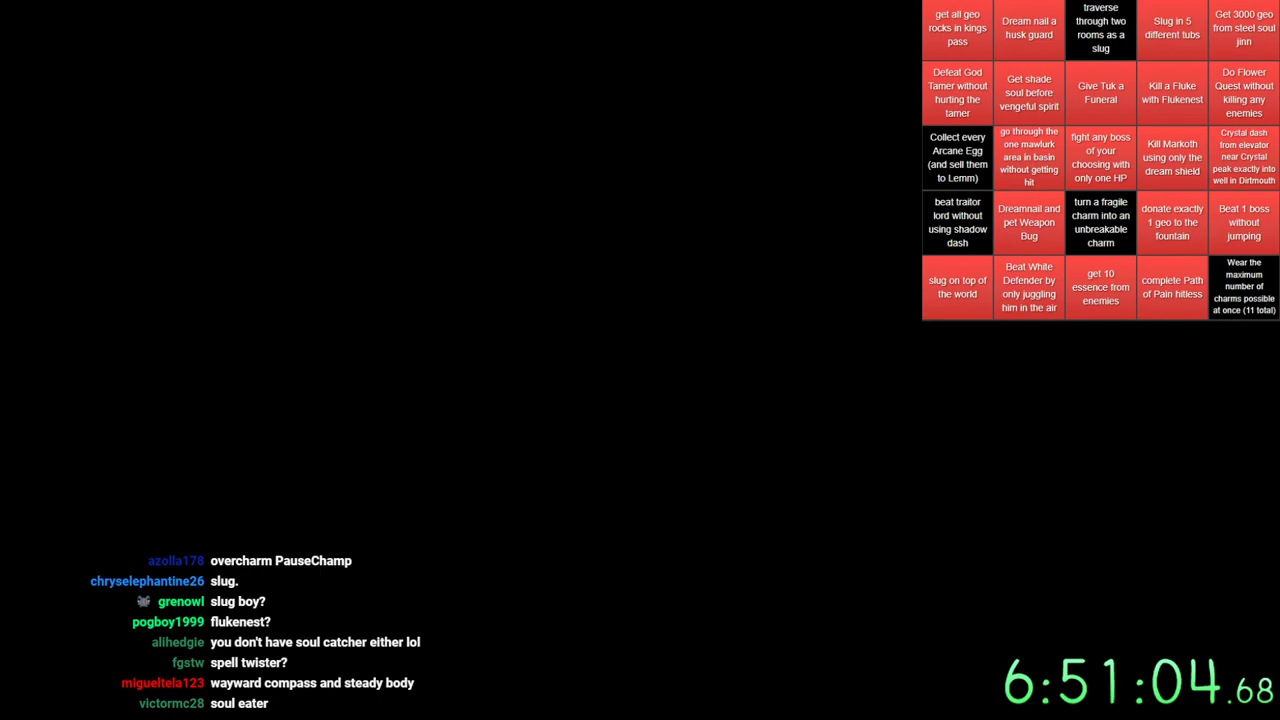 get all geo
rocks in kings
pass
Dream nail a
husk guard
traverse
through two
rooms as a
slug
Slug in 5
different tubs
Get 3000 geo
from steel soul
jinn
Defeat God
Tamer without
hurting the
tamer
Get shade
soul before
vengeful spirit
Give Tuk a
Funeral
Kill a Fluke
with Flukenest
Do Flower
Quest without
killing any
enemies
Collect every
Arcane Egg
(and sell them
to Lemm)
go through the
one mawlurk
area in basin
without getting
hit
fight any boss
of your
choosing with
only one HP
Kill Markoth
using only the
dream shield
Crystal dash
from elevator
near Crystal
peak exactly into
well in Dirtmouth
beat traitor
lord without
using shadow
dash
Dreamnail and
pet Weapon
Bug
turn a fragile
charm into an
unbreakable
charm
donate exactly
1 geo to the
fountain
Beat 1 boss
without
jumping
slug on top of
the world
Beat White
Defender by
only juggling
him in the air
get 10
essence from
enemies
complete Path
of Pain hitless
Wear the
maximum
number of
charms possible
at once (11 total)
azolla178 overcharm PauseChamp
chryselephantine26 slug.
grenowl slug boy?
pogboy1999 flukenest?
alihedgie you don't have soul catcher either lol
fgstw spell twister?
migueltela123 wayward compass and steady body
victormc28 soul eater
6:51:04.68